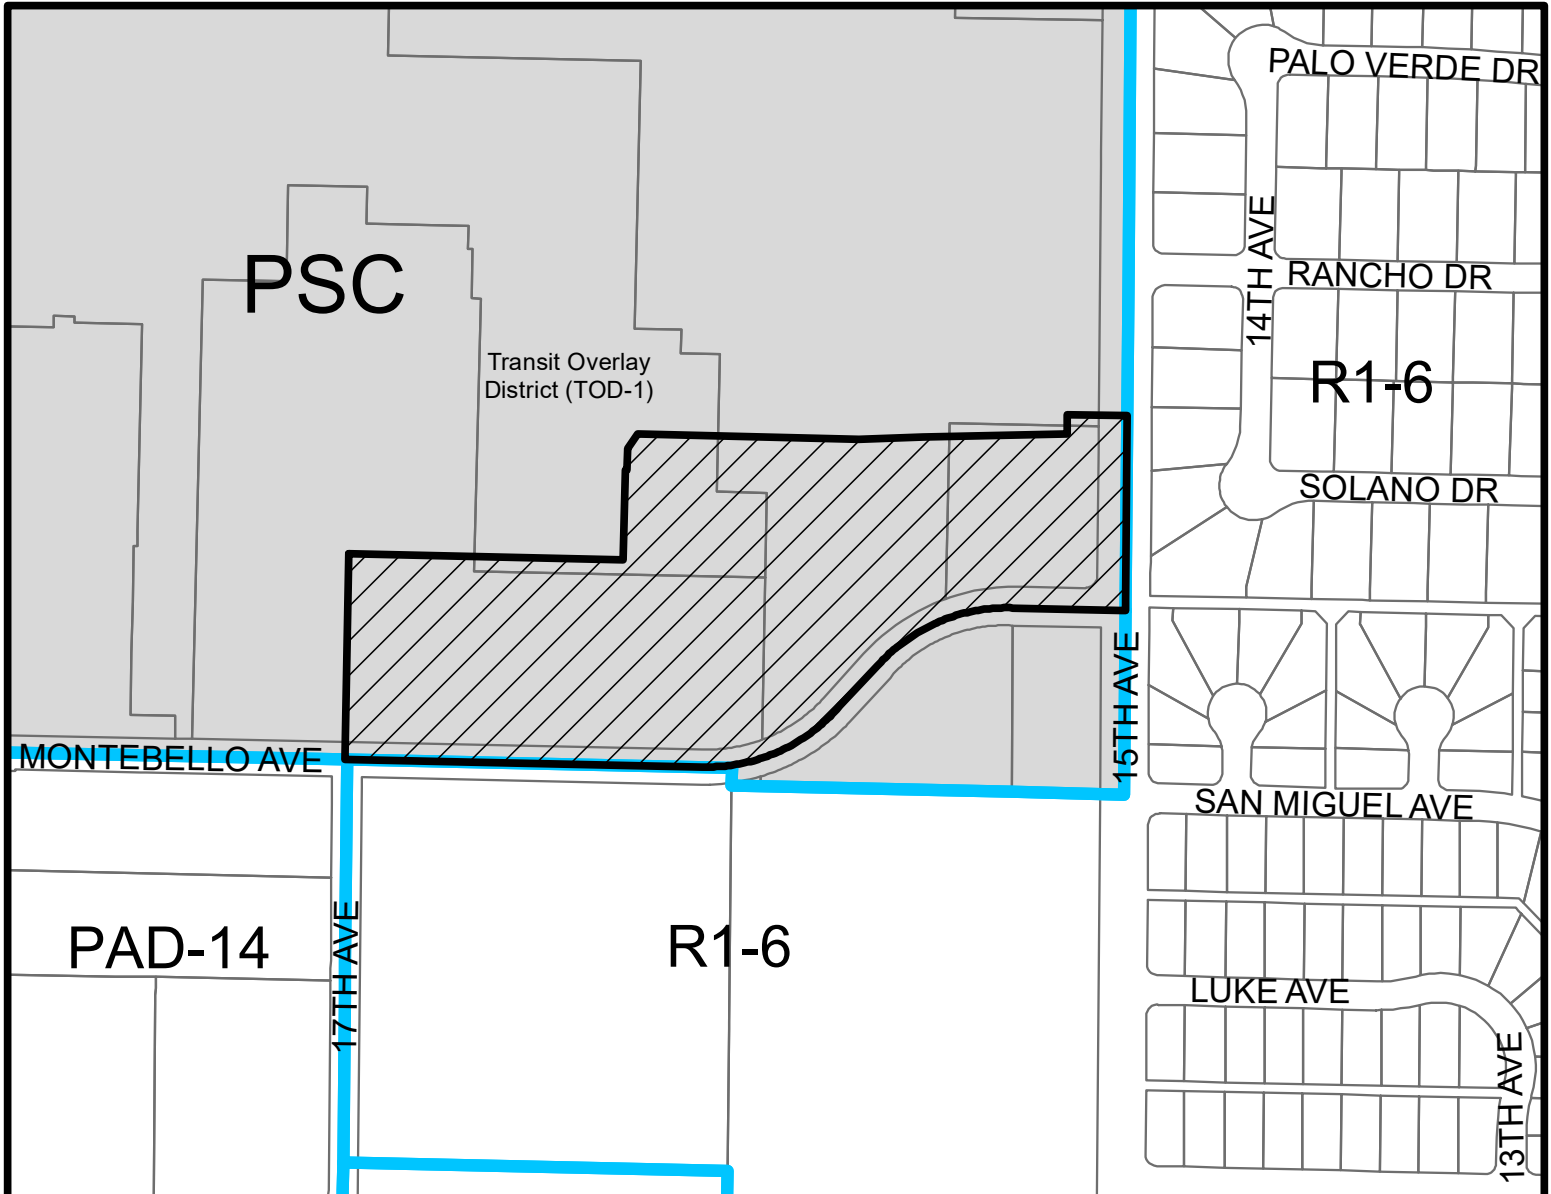 PALO VERDE DR
14TH AVE
RANCHO DR
PSC
Transit Overlay
District (TOD-1)
R1-6
SOLANO DR
15TH AVE
MONTEBELLO AVE
SAN MIGUEL AVE
PAD-14
17TH AVE
R1-6
LUKE AVE
13TH AVE